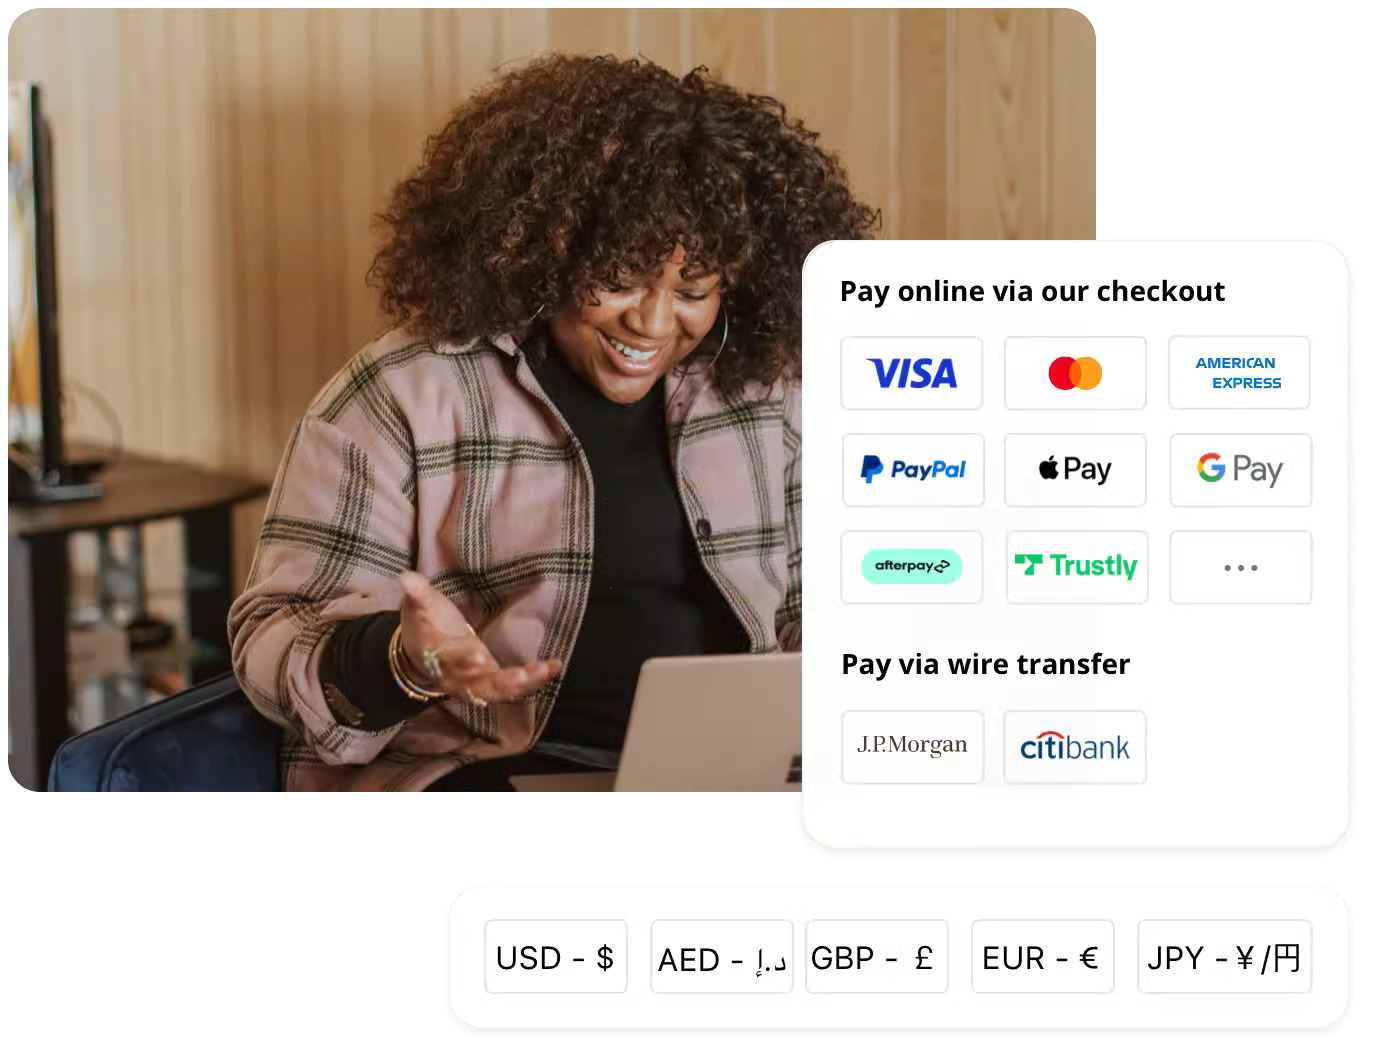 Pay online via our checkout
VISA
AMERICAN
EXPRESS
PayPal
Pay
G Pay
afterpay
Trustly
...
Pay via wire transfer
J.P.Morgan
citibank
USD - $
AED - د.إ
GBP - £
EUR - €
JPY - ¥ /円